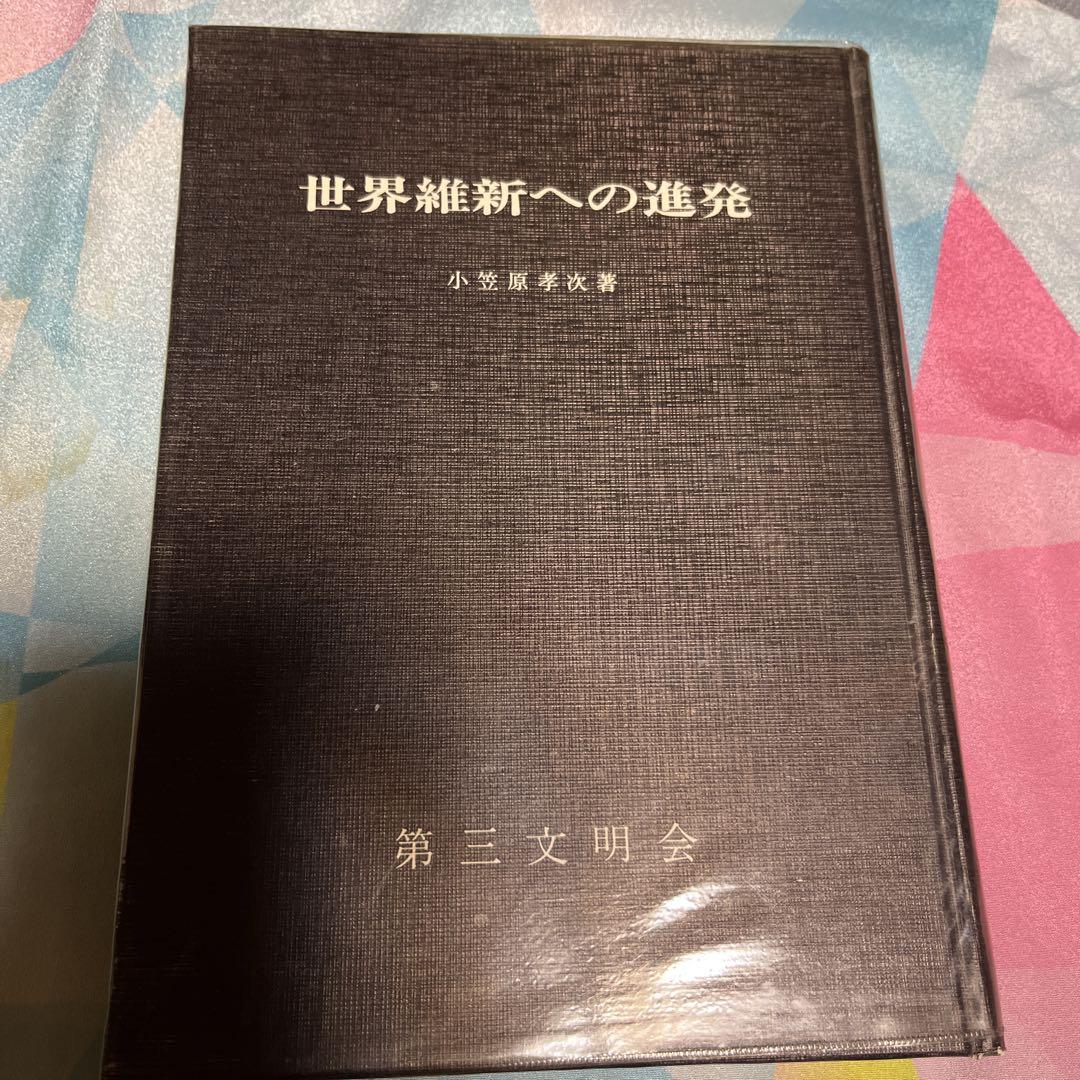 世界維新への進発
小笠原孝次著
第三文明会